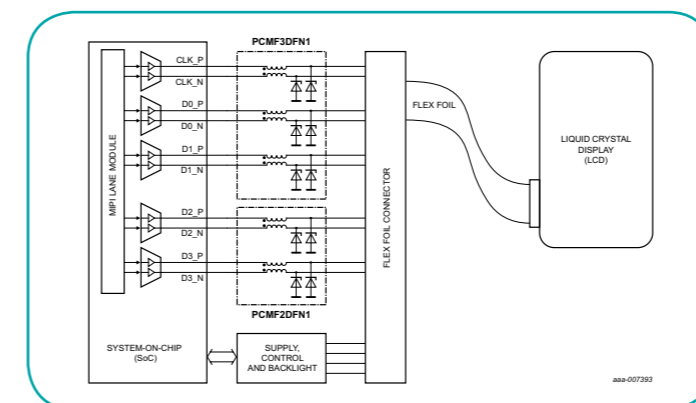 PCMF3DFN1
CLK_P
CLK_N
D0_P
D0_N
D1_P
D1_N
D2_P
D2_N
D3_P
D3_N
MIPI LANE MODULE
PCMF2DFN1
SYSTEM-ON-CHIP
(SoC)
SUPPLY,
CONTROL
AND BACKLIGHT
FLEX FOIL CONNECTOR
FLEX FOIL
LIQUID CRYSTAL
DISPLAY
(LCD)
aaa-007393